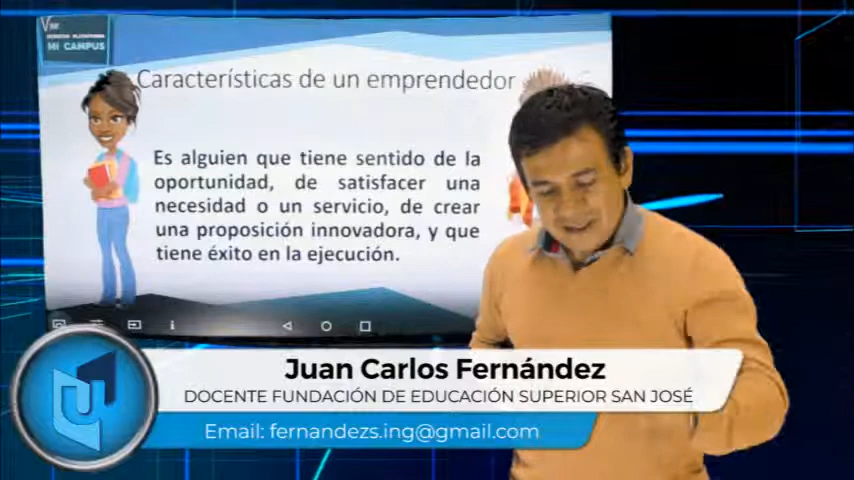 MI CAMPUS
Características de un emprendedor
Es alguien que tiene sentido de la
oportunidad, de satisfacer una
necesidad o un servicio, de crear
una proposición innovadora, y que
tiene éxito en la ejecución.
Juan Carlos Fernández
DOCENTE FUNDACIÓN DE EDUCACIÓN SUPERIOR SAN JOSÉ
Email: fernandezs.ing@gmail.com